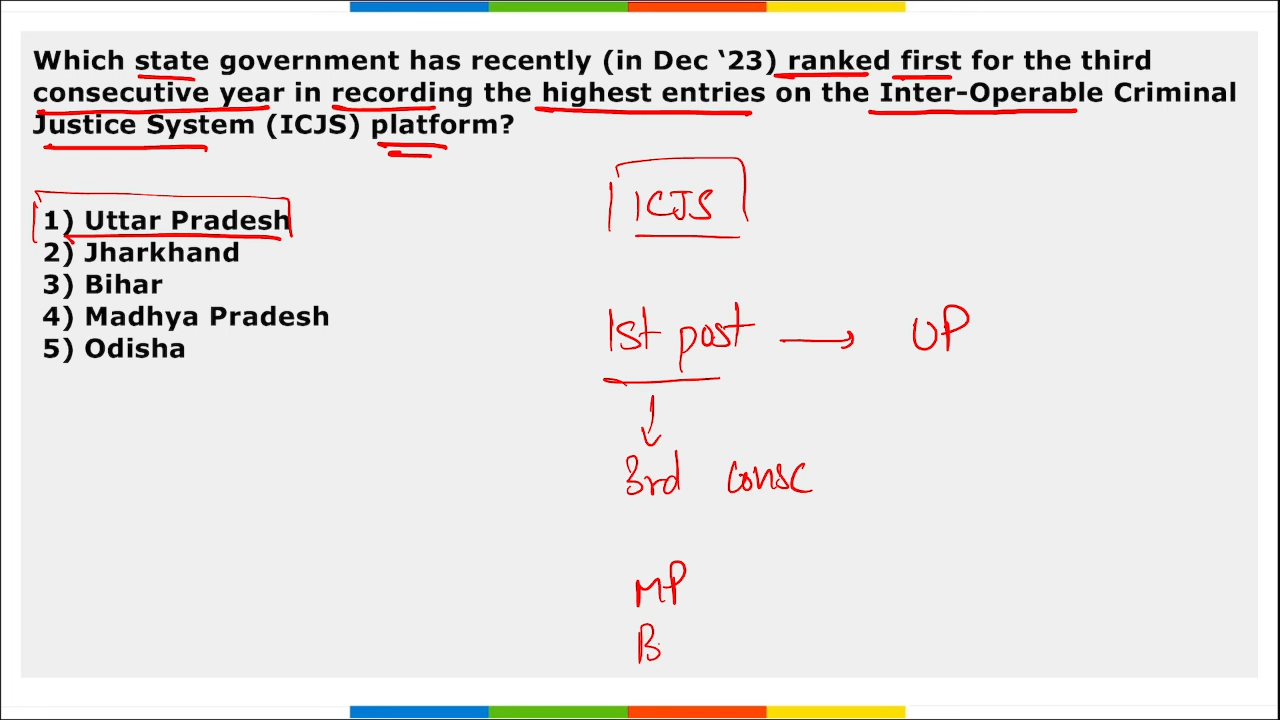 Which state government has recently (in Dec ‘23) ranked first for the third
consecutive year in recording the highest entries on the Inter-Operable Criminal
Justice System (ICJS) platform?
1) Uttar Pradesh
2) Jharkhand
3) Bihar
4) Madhya Pradesh
5) Odisha
ICJS
1st post → UP
3rd consc
MP
B